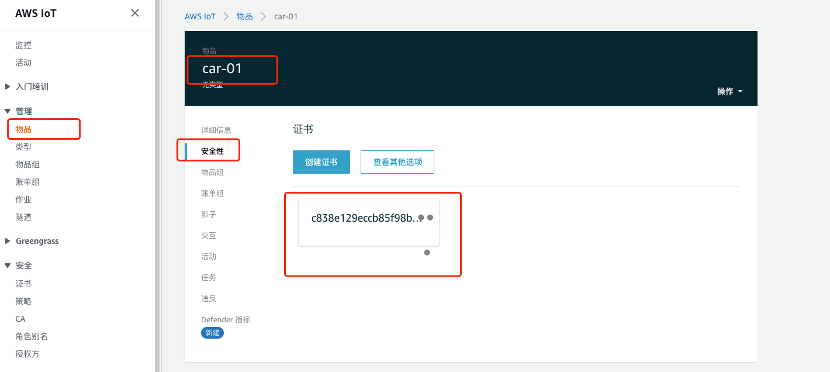 AWS IoT
监控
活动
入门培训
管理
物品
类型
物品组
账单组
作业
隧道
Greengrass
安全
证书
策略
CA
角色别名
授权方
AWS IoT
物品
car-01
物品
car-01
无类型
操作
详细信息
安全性
物品组
账单组
影子
交互
活动
任务
违反
Defender 指标
新建
证书
创建证书
查看其他选项
c838e129eccb85f98b...